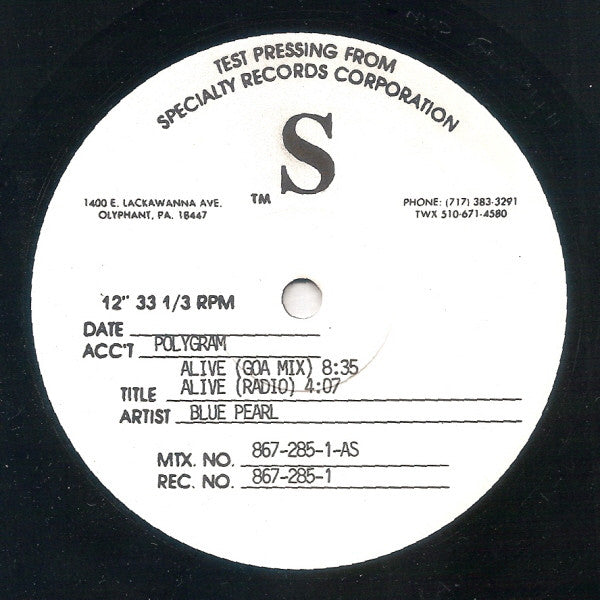 TEST PRESSING FROM
SPECIALTY RECORDS CORPORATION
S
TM
1400 E. LACKAWANNA AVE.
OLYPHANT, PA. 18447
PHONE: (717) 383-3291
TWX 510-671-4580
12" 33 1/3 RPM
DATE
ACC'T POLYGRAM
ALIVE (GOA MIX) 8:35
TITLE ALIVE (RADIO) 4:07
ARTIST BLUE PEARL
MTX. NO. 867-285-1-AS
REC. NO. 867-285-1